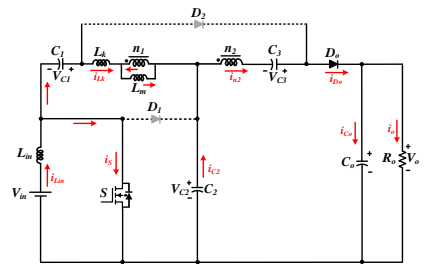 D2
C1
Lk
n1
n2
C3
Do
- VC1 +
iLk
Lm
in2
- VC3 +
iDo
D1
iCo
io
Lin
iS
iC2
iLin
S
VC2
+
-
C2
Co
+
-
Ro
+
Vo
-
Vin